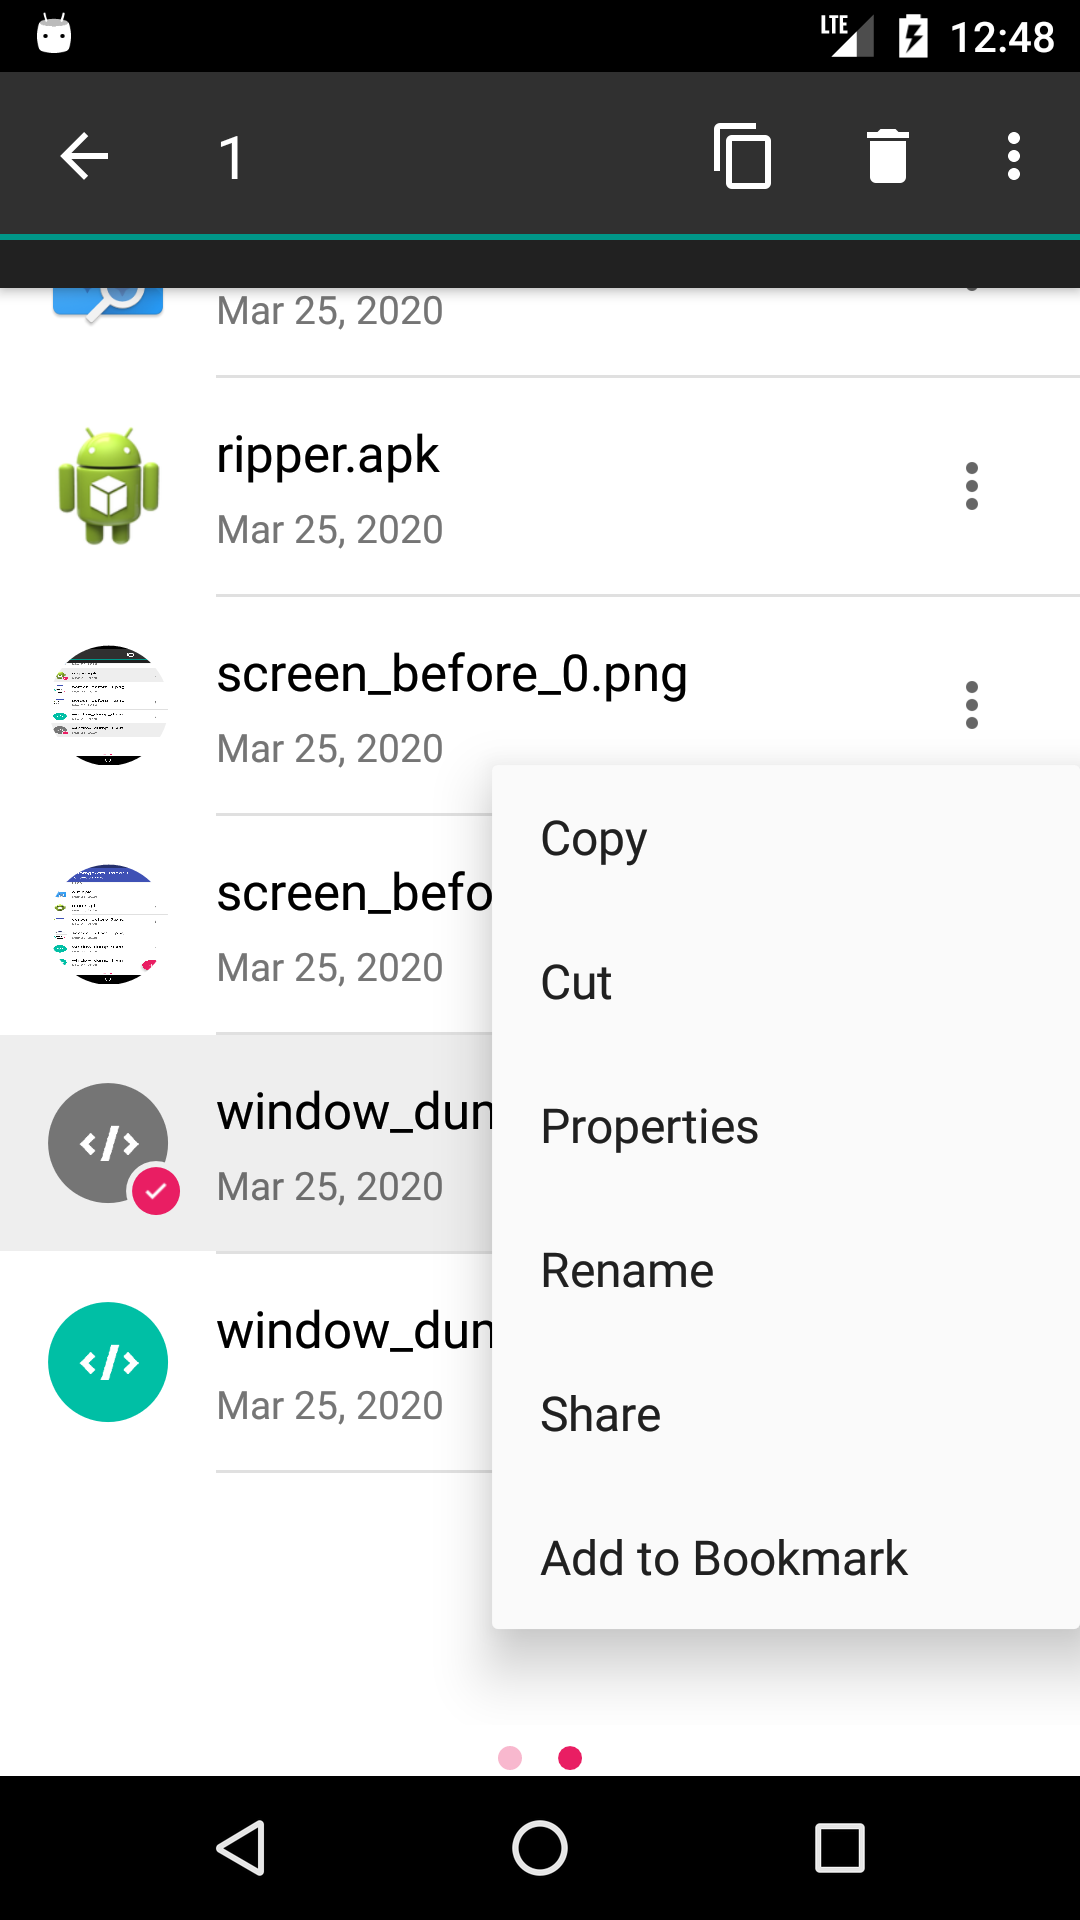 LTE 12:48
1
Mar 25, 2020
ripper.apk
Mar 25, 2020
screen_before_0.png
Mar 25, 2020
screen_befo
Mar 25, 2020
window_dun
Mar 25, 2020
window_dun
Mar 25, 2020
Copy
Cut
Properties
Rename
Share
Add to Bookmark